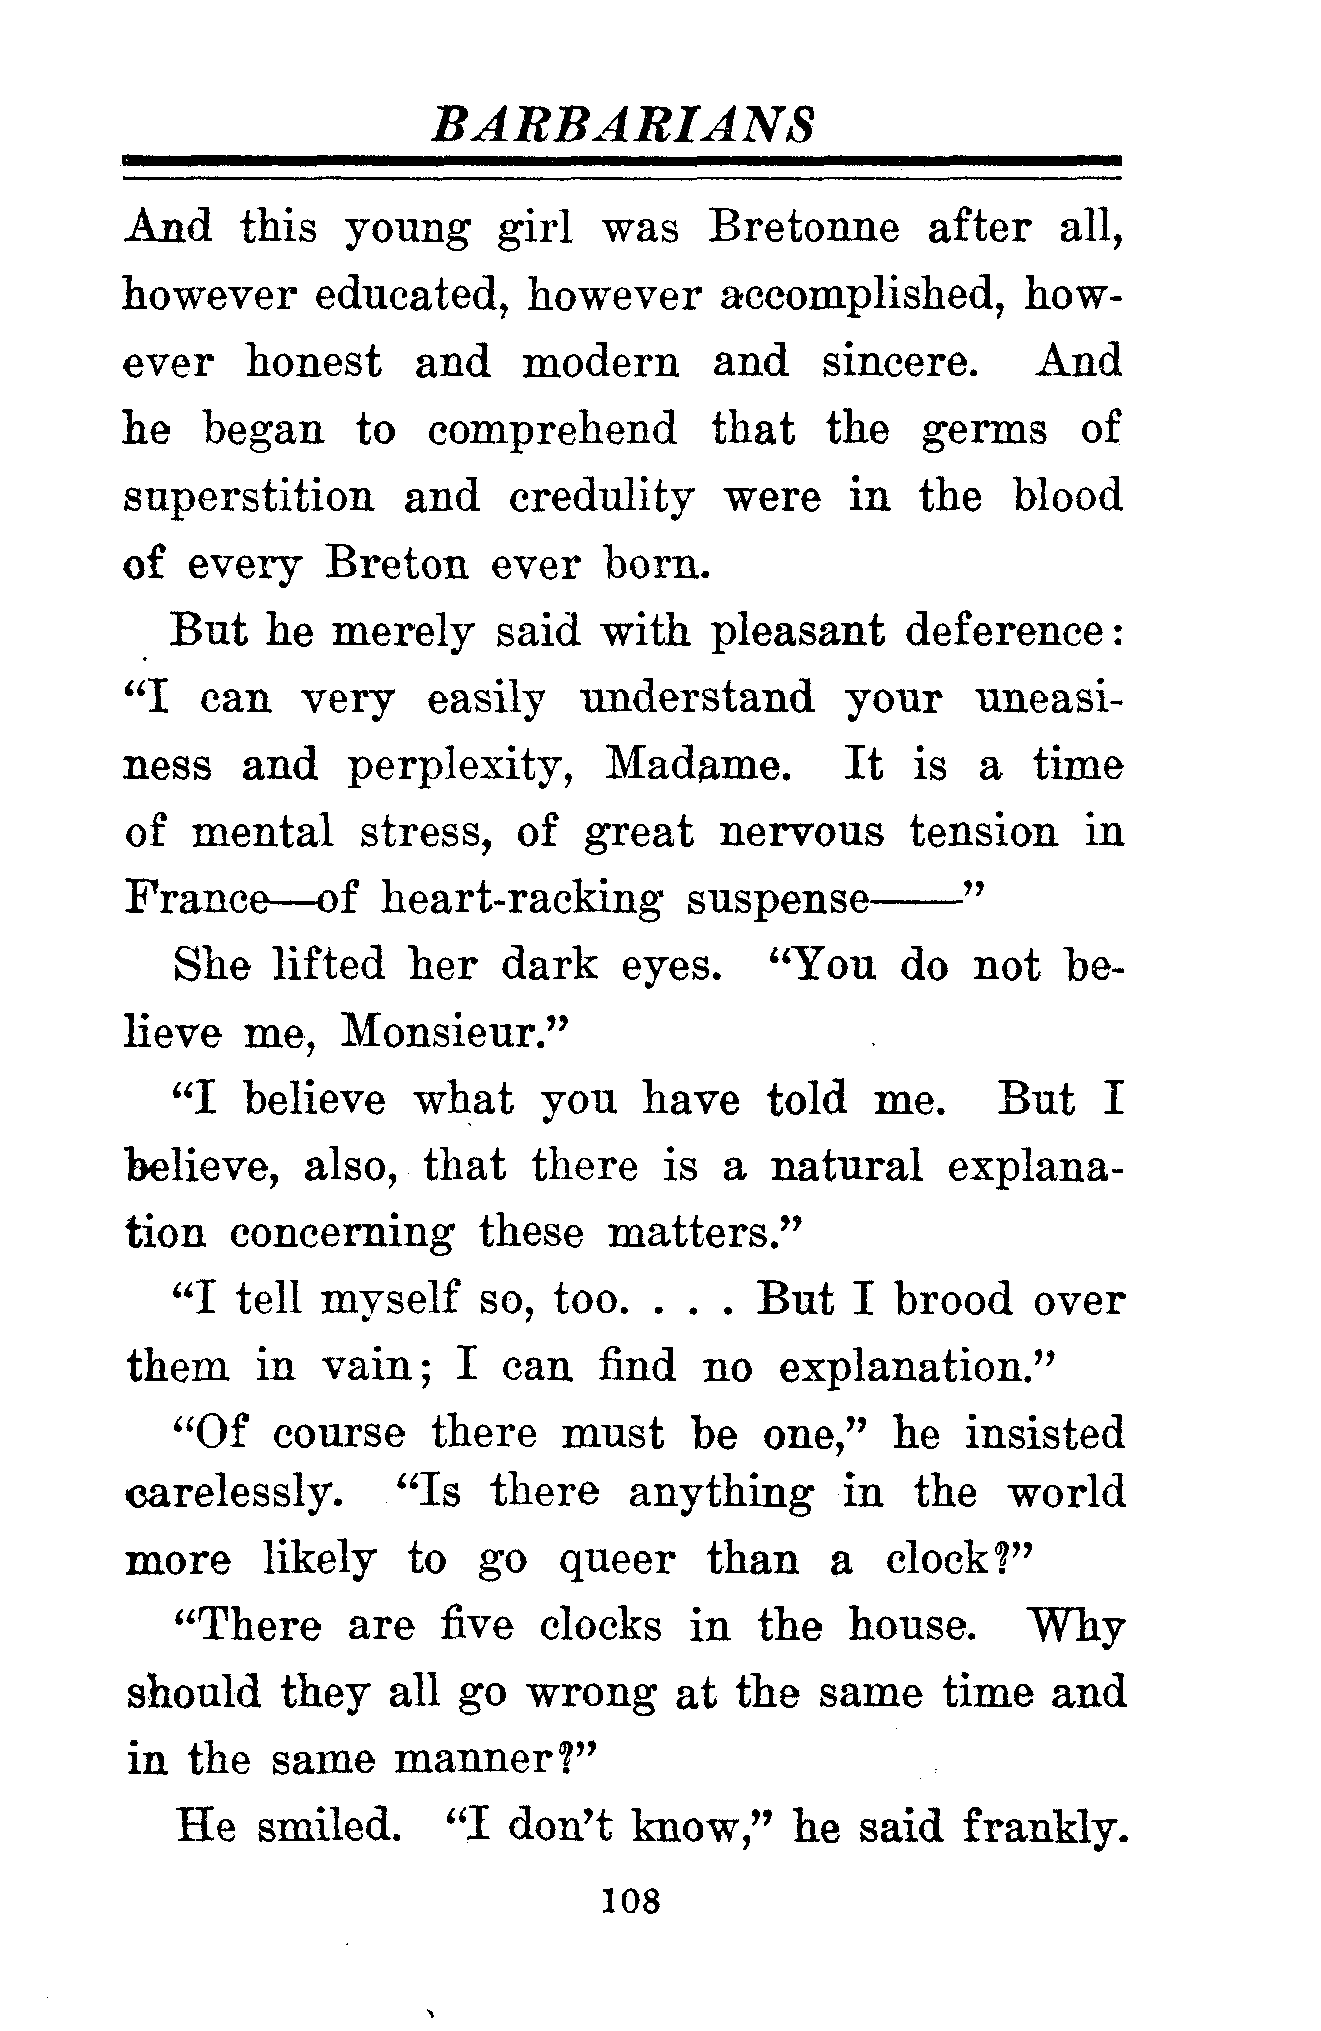 BARBARIANS
And this young girl was Bretonne after all,
however educated, however accomplished, how-
ever honest and modern and sincere. And
he began to comprehend that the germs of
superstition and credulity were in the blood
of every Breton ever born.
But he merely said with pleasant deference:
“I can very easily understand your uneasi-
ness and perplexity, Madame. It is a time
of mental stress, of great nervous tension in
France—of heart-racking suspense——”
She lifted her dark eyes. “You do not be-
lieve me, Monsieur.”
“I believe what you have told me. But I
believe, also, that there is a natural explana-
tion concerning these matters.”
“I tell myself so, too. . . . But I brood over
them in vain; I can find no explanation.”
“Of course there must be one,” he insisted
carelessly. “Is there anything in the world
more likely to go queer than a clock?”
“There are five clocks in the house. Why
should they all go wrong at the same time and
in the same manner?”
He smiled. “I don’t know,” he said frankly.
108